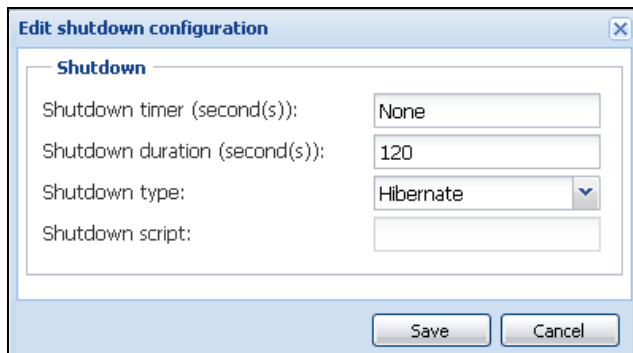 Edit shutdown configuration
Shutdown
Shutdown timer (second(s)): None
Shutdown duration (second(s)): 120
Shutdown type: Hibernate
Shutdown script:
Save Cancel